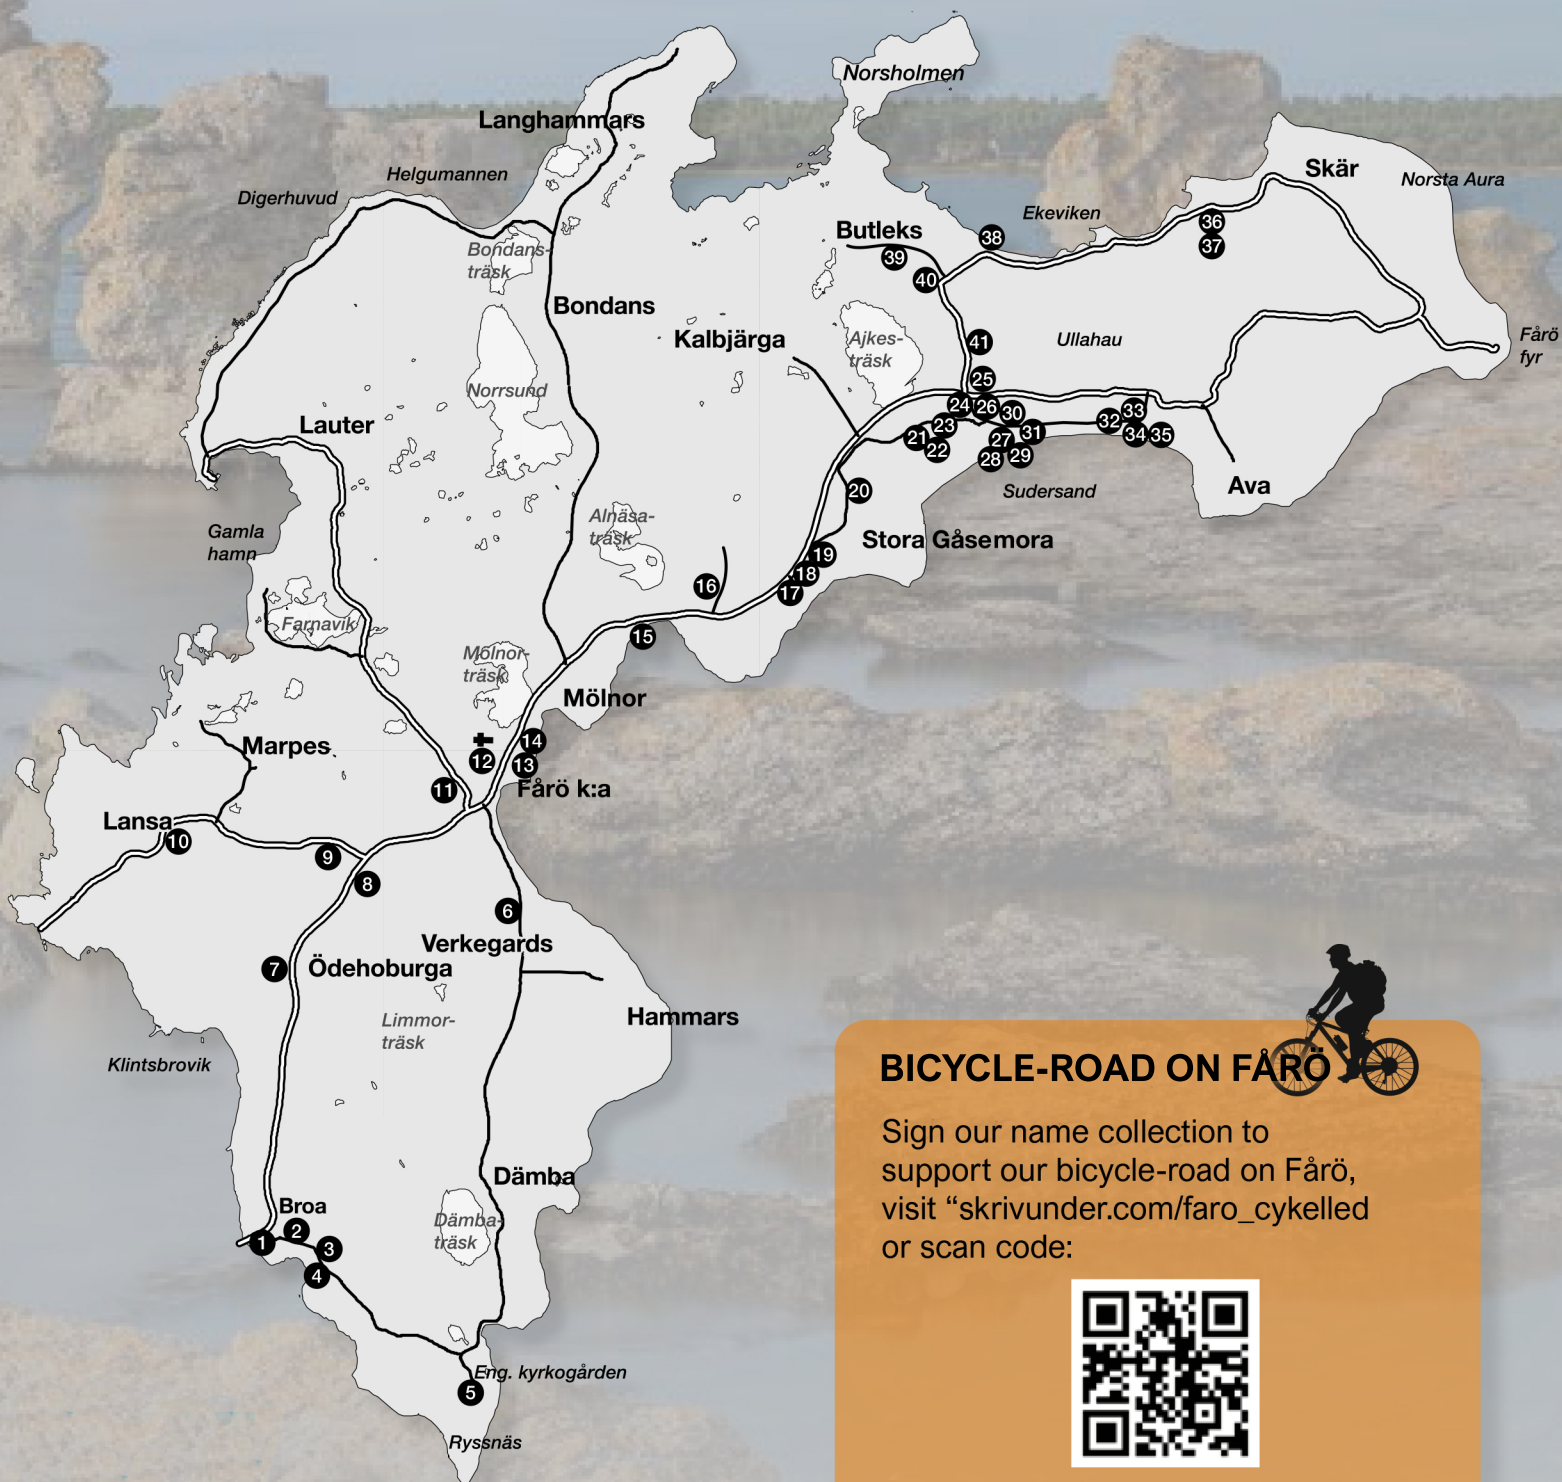 Norsholmen
Langhammars
Helgumannen
Digerhuvud
Skär
Norsta Aura
Ekeviken
36
37
Butleks
38
39
40
Bondans-
träsk
Bondans
Kalbjärga
Ajkes-
träsk
41
Ullahau
Fårö
fyr
25
Norrsund
Lauter
24
26
30
33
23
32
21
22
27
31
34
35
28
29
Ava
Sudersand
20
Gamla
hamn
Alnäsa-
träsk
Stora Gåsemora
19
18
17
16
15
Farnavik
Mölnor-
träsk
Mölnor
14
12
13
Marpes
11
Fårö k:a
Lansa
10
9
8
6
Verkegards
7
Ödehoburga
Hammars
Limmor-
träsk
Klintsbrovik
Dämba
Broa
Dämba-
träsk
1
2
3
4
Eng. kyrkogården
5
Ryssnäs
BICYCLE-ROAD ON FÅRÖ
Sign our name collection to
support our bicycle-road on Fårö,
visit “skrivunder.com/faro_cykelled
or scan code: